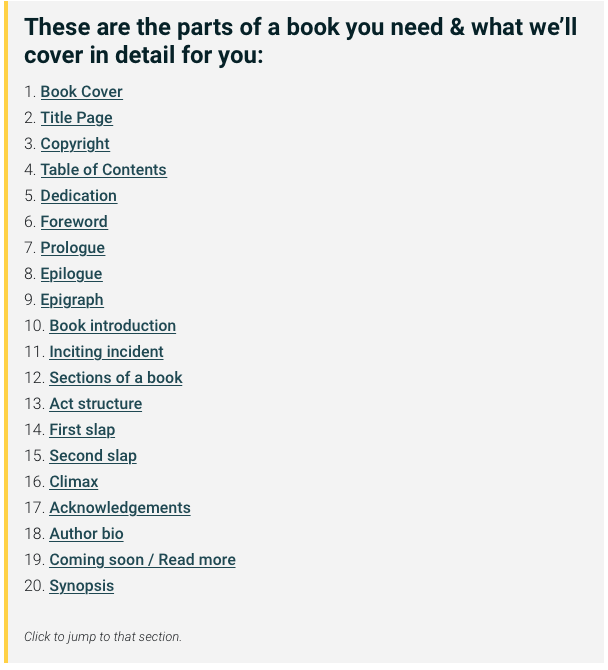 These are the parts of a book you need & what we’ll
cover in detail for you:
1. Book Cover
2. Title Page
3. Copyright
4. Table of Contents
5. Dedication
6. Foreword
7. Prologue
8. Epilogue
9. Epigraph
10. Book introduction
11. Inciting incident
12. Sections of a book
13. Act structure
14. First slap
15. Second slap
16. Climax
17. Acknowledgements
18. Author bio
19. Coming soon / Read more
20. Synopsis
Click to jump to that section.